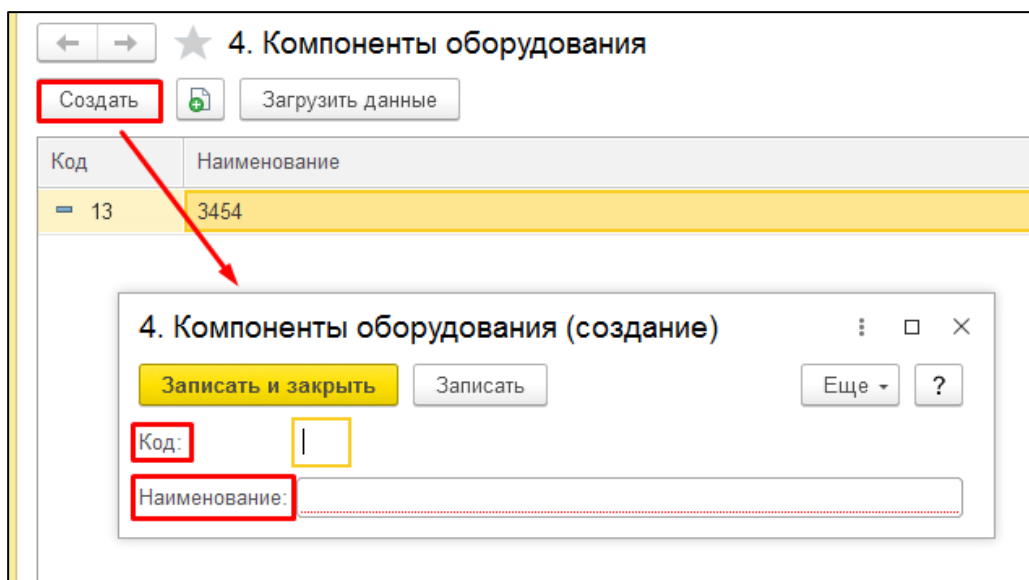 4. Компоненты оборудования
Создать Загрузить данные
Код Наименование
13 3454
4. Компоненты оборудования (создание)
Записать и закрыть Записать Еще ?
Код:
Наименование: